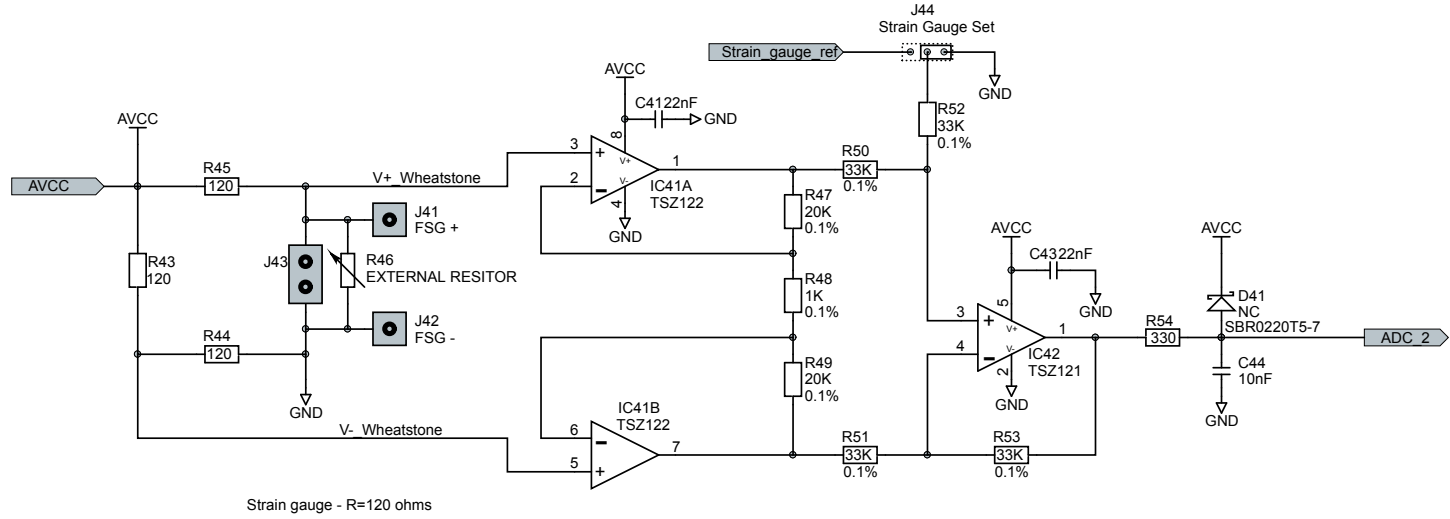 J44
Strain Gauge Set
Strain_gauge_ref
GND
AVCC
C4122nF
GND
R52
33K
0.1%
AVCC
AVCC
R45
120
V+_Wheatstone
3
2
8
V+
V-
4
1
IC41A
TSZ122
GND
R50
33K
0.1%
R47
20K
0.1%
J41
FSG +
R43
120
J43
R46
EXTERNAL RESITOR
R48
1K
0.1%
J42
FSG -
R44
120
GND
AVCC
C4322nF
GND
3
4
5
V+
V-
2
1
IC42
TSZ121
GND
R54
330
AVCC
D41
NC
SBR0220T5-7
ADC_2
C44
10nF
GND
R49
20K
0.1%
V-_Wheatstone
IC41B
TSZ122
6
5
7
R51
33K
0.1%
R53
33K
0.1%
Strain gauge - R=120 ohms